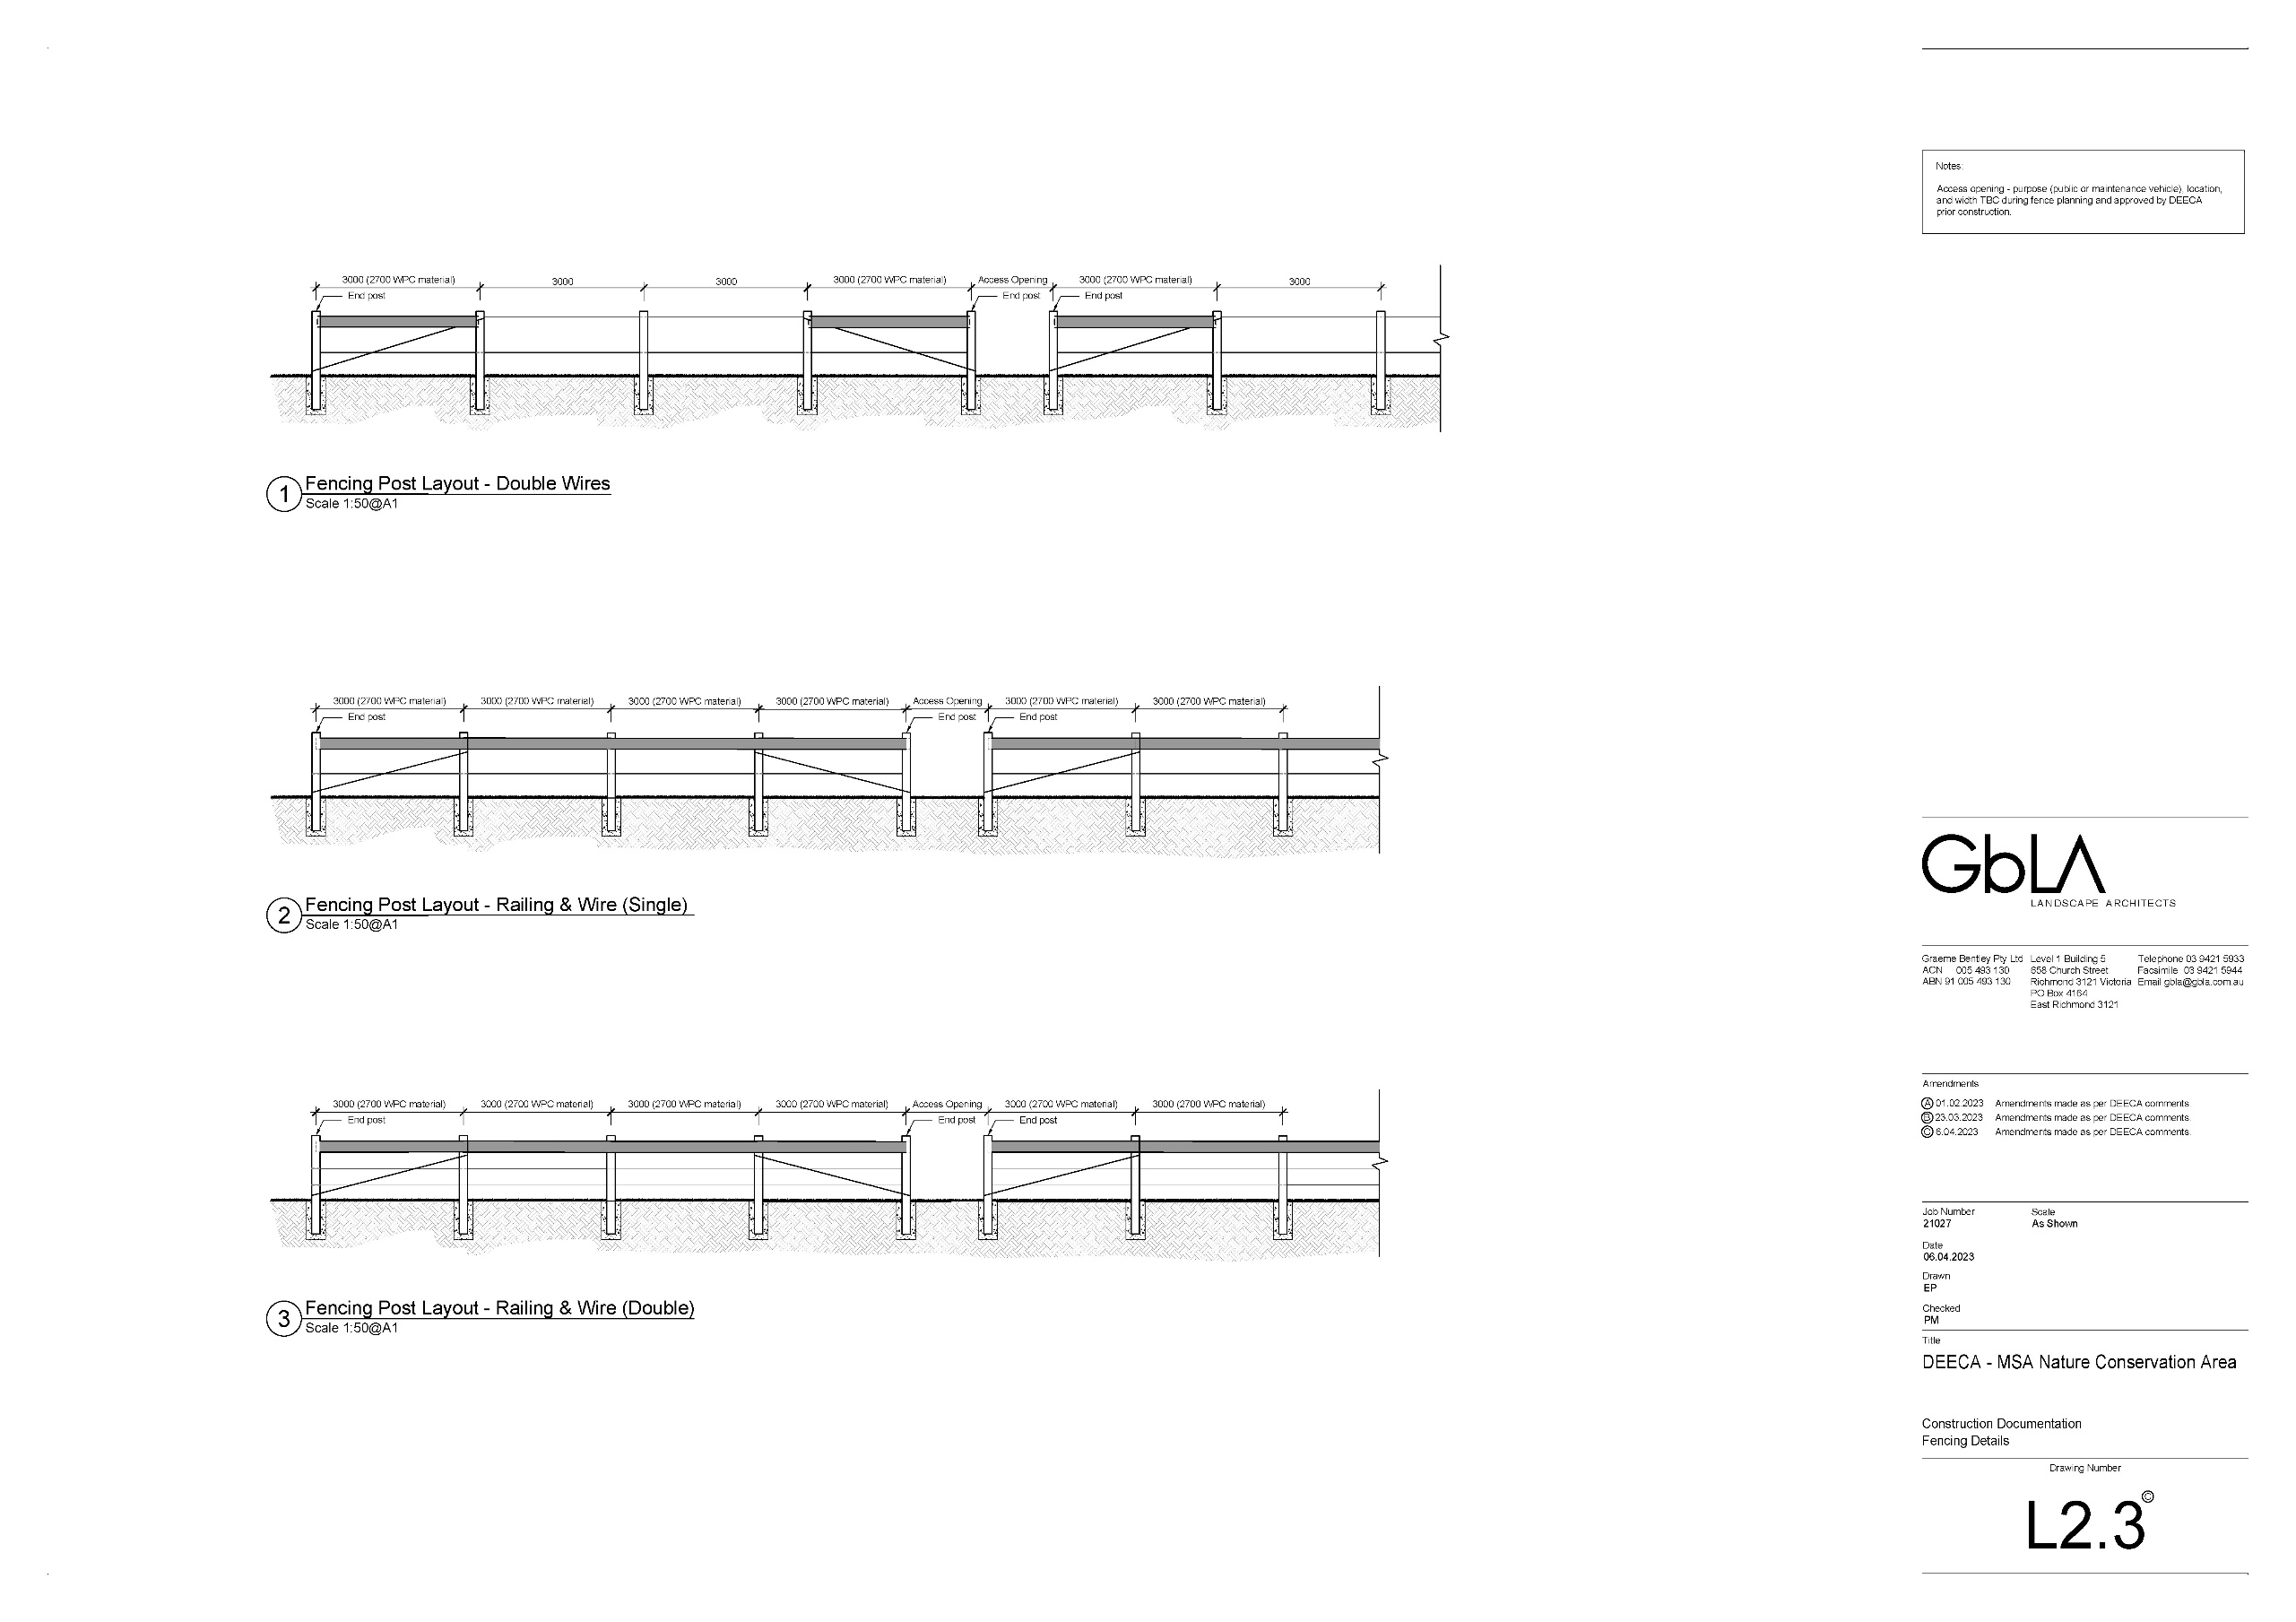 Notes:
Access opening - purpose (public or maintenance vehicle), location,
and width TBC during fence planning and approved by DEECA
prior construction.
3000 (2700 WPC material)
3000
3000
3000 (2700 WPC material)
Access Opening
3000 (2700 WPC material)
3000
End post
End post
End post
1
Fencing Post Layout - Double Wires
Scale 1:50@A1
3000 (2700 WPC material)
3000 (2700 WPC material)
3000 (2700 WPC material)
3000 (2700 WPC material)
Access Opening
3000 (2700 WPC material)
3000 (2700 WPC material)
End post
End post
End post
2
Fencing Post Layout - Railing & Wire (Single)
Scale 1:50@A1
3000 (2700 WPC material)
3000 (2700 WPC material)
3000 (2700 WPC material)
3000 (2700 WPC material)
Access Opening
3000 (2700 WPC material)
3000 (2700 WPC material)
End post
End post
End post
3
Fencing Post Layout - Railing & Wire (Double)
Scale 1:50@A1
GbLA
LANDSCAPE ARCHITECTS
Graeme Bentley Pty Ltd Level 1 Building 5 Telephone 03 9421 5933
ACN 005 493 130 658 Church Street Facsimile 03 9421 5944
ABN 91 005 493 130 Richmond 3121 Victoria Email gbla@gbla.com.au
PO Box 4164
East Richmond 3121
Amendments
A 01.02.2023 Amendments made as per DEECA comments.
B 23.03.2023 Amendments made as per DEECA comments.
C 6.04.2023 Amendments made as per DEECA comments.
Job Number Scale
21027 As Shown
Date
06.04.2023
Drawn
EP
Checked
PM
Title
DEECA - MSA Nature Conservation Area
Construction Documentation
Fencing Details
Drawing Number
L2.3 C